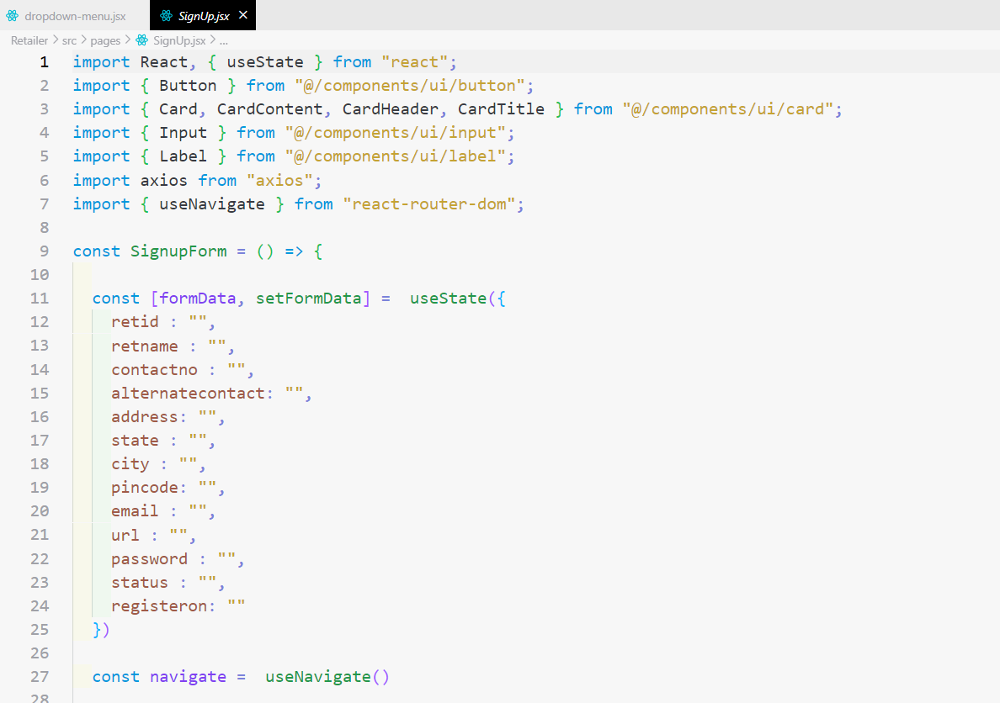 dropdown-menu.jsx SignUp.jsx ×
Retailer > src > pages > SignUp.jsx > ...
1 import React, { useState } from "react";
2 import { Button } from "@/components/ui/button";
3 import { Card, CardContent, CardHeader, CardTitle } from "@/components/ui/card";
4 import { Input } from "@/components/ui/input";
5 import { Label } from "@/components/ui/label";
6 import axios from "axios";
7 import { useNavigate } from "react-router-dom";
8
9 const SignupForm = () => {
10
11   const [formData, setFormData] =  useState({
12     retid : "",
13     retname : "",
14     contactno : "",
15     alternatecontact: "",
16     address: "",
17     state : "",
18     city : "",
19     pincode: "",
20     email : "",
21     url : "",
22     password : "",
23     status : "",
24     registeron: ""
25   })
26
27   const navigate =  useNavigate()
28